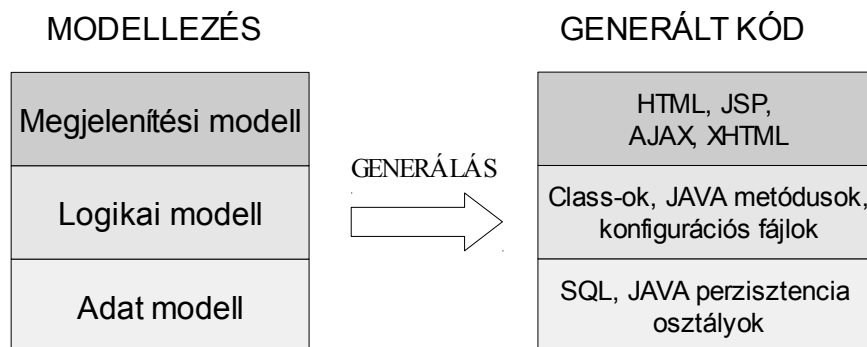 MODELLEZÉS
Megjelenítési modell
Logikai modell
Adat modell
GENERÁLÁS
GENERÁLT KÓD
HTML, JSP,
AJAX, XHTML
Class-ok, JAVA metódusok,
konfigurációs fájlok
SQL, JAVA perzisztencia
osztályok